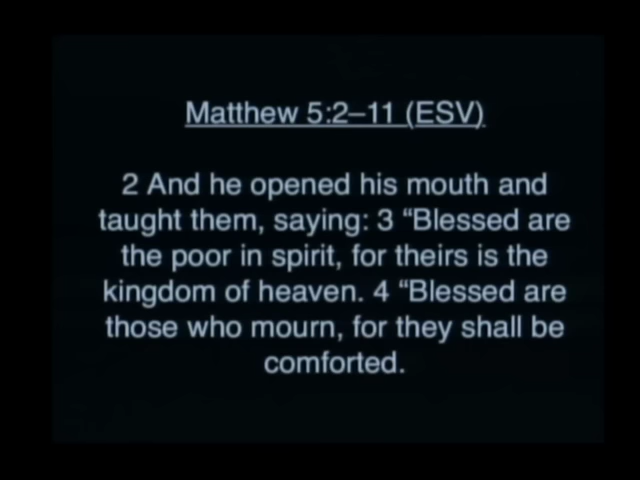 Matthew 5:2–11 (ESV)
2 And he opened his mouth and
taught them, saying: 3 “Blessed are
the poor in spirit, for theirs is the
kingdom of heaven. 4 “Blessed are
those who mourn, for they shall be
comforted.